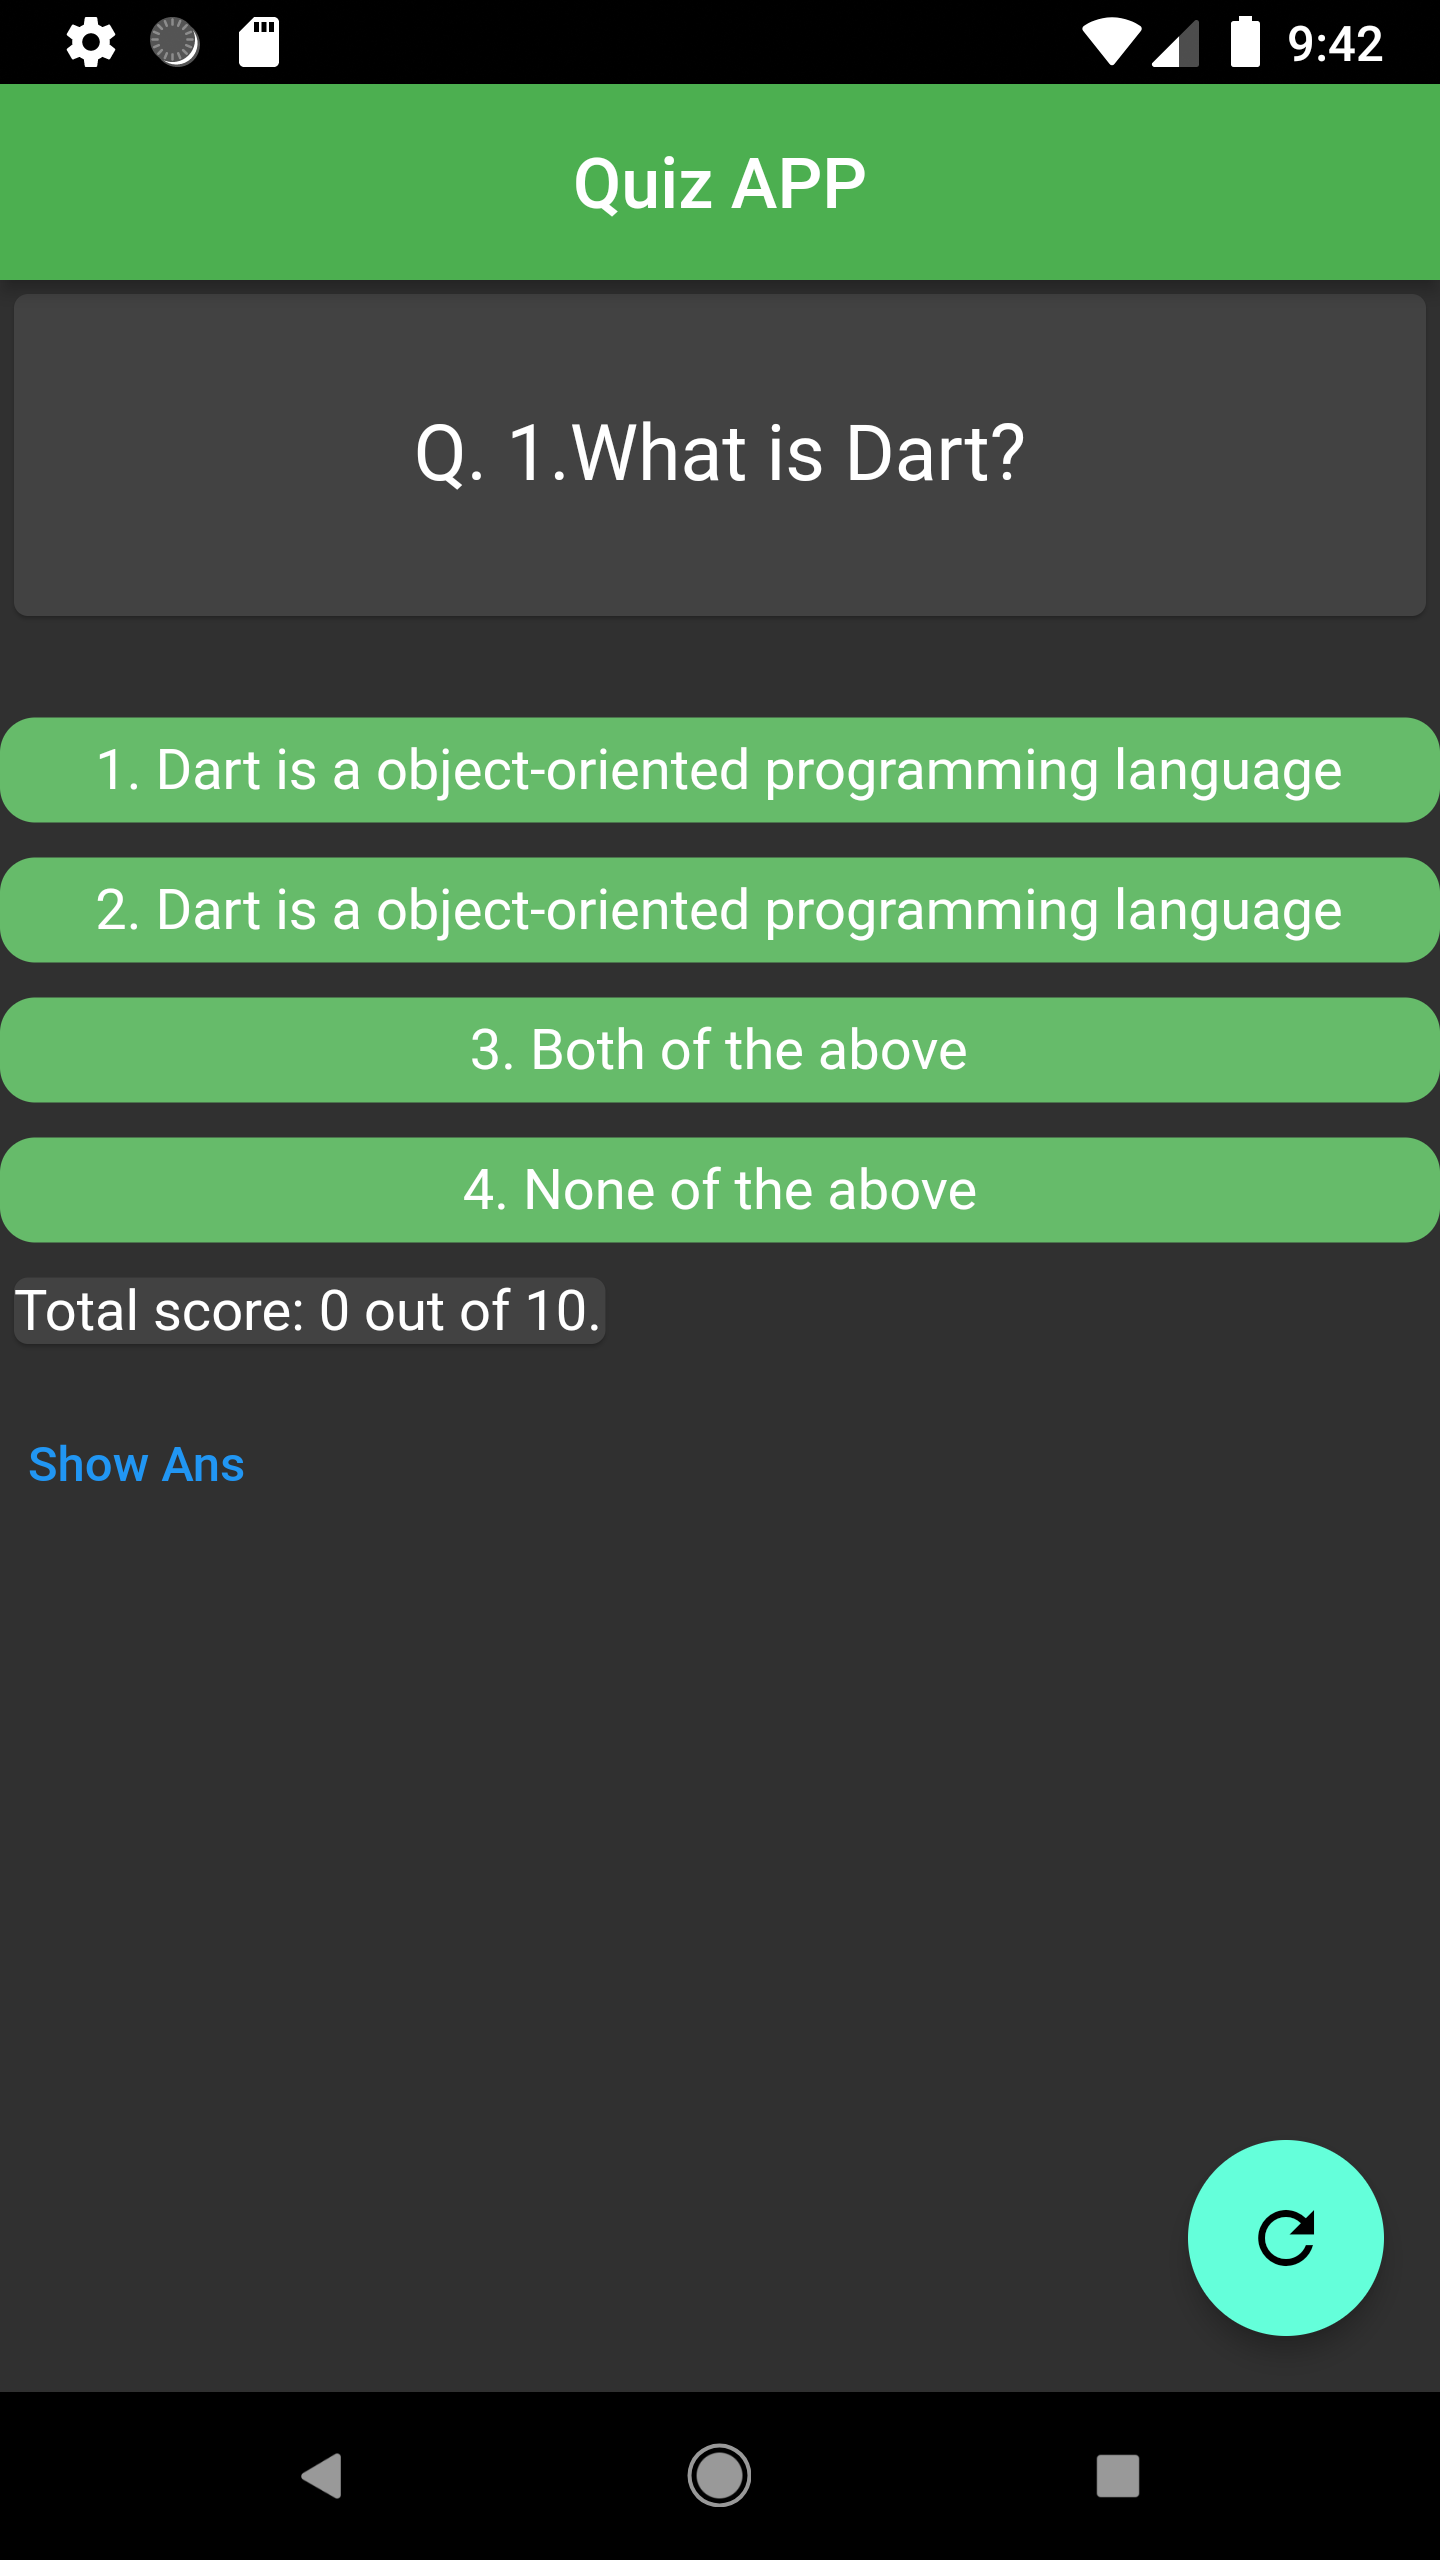 9:42
Quiz APP
Q. 1.What is Dart?
1. Dart is a object-oriented programming language
2. Dart is a object-oriented programming language
3. Both of the above
4. None of the above
Total score: 0 out of 10.
Show Ans